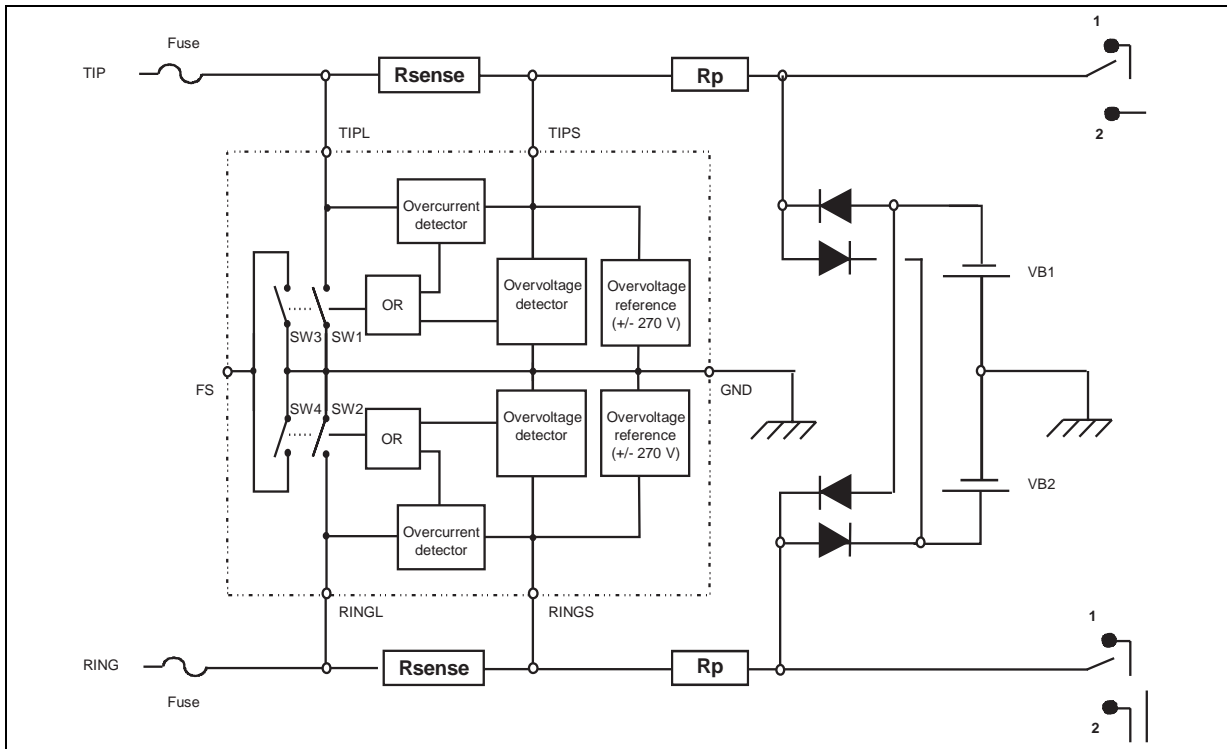 1
Fuse
TIP
Rsense
Rp
2
TIPL
TIPS
Overcurrent
detector
OR
Overvoltage
detector
Overvoltage
reference
(+/- 270 V)
VB1
SW3
SW1
FS
GND
SW4
SW2
OR
Overvoltage
detector
Overvoltage
reference
(+/- 270 V)
VB2
Overcurrent
detector
RINGL
RINGS
1
RING
Rsense
Rp
Fuse
2